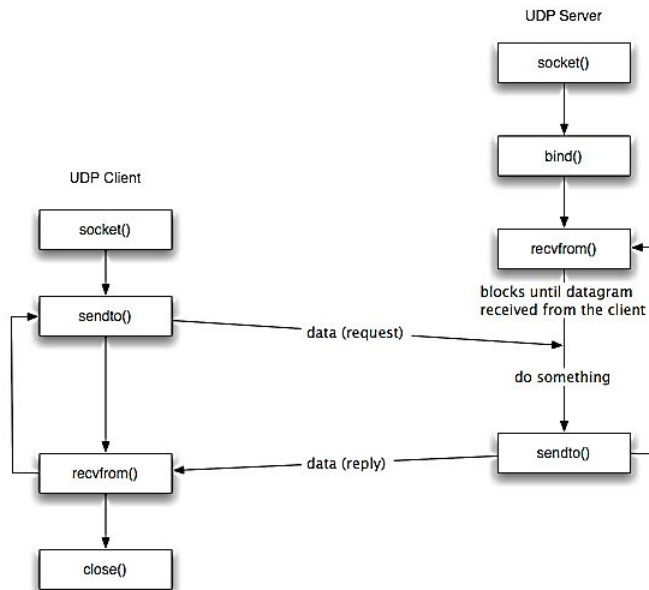 UDP Server
socket()
bind()
UDP Client
socket()
recvfrom()
blocks until datagram
received from the client
sendto()
data (request)
do something
sendto()
data (reply)
recvfrom()
close()